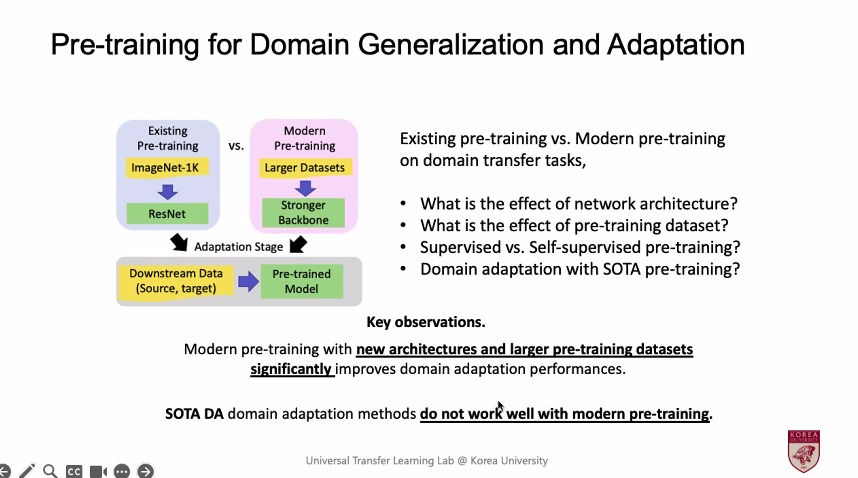 Pre-training for Domain Generalization and Adaptation
Existing
Pre-training
vs.
Modern
Pre-training
ImageNet-1K
Larger Datasets
ResNet
Stronger
Backbone
Adaptation Stage
Downstream Data
(Source, target)
Pre-trained
Model
Existing pre-training vs. Modern pre-training
on domain transfer tasks,
• What is the effect of network architecture?
• What is the effect of pre-training dataset?
• Supervised vs. Self-supervised pre-training?
• Domain adaptation with SOTA pre-training?
Key observations.
Modern pre-training with new architectures and larger pre-training datasets
significantly improves domain adaptation performances.
SOTA DA domain adaptation methods do not work well with modern pre-training.
Universal Transfer Learning Lab @ Korea University
KOREA
CC